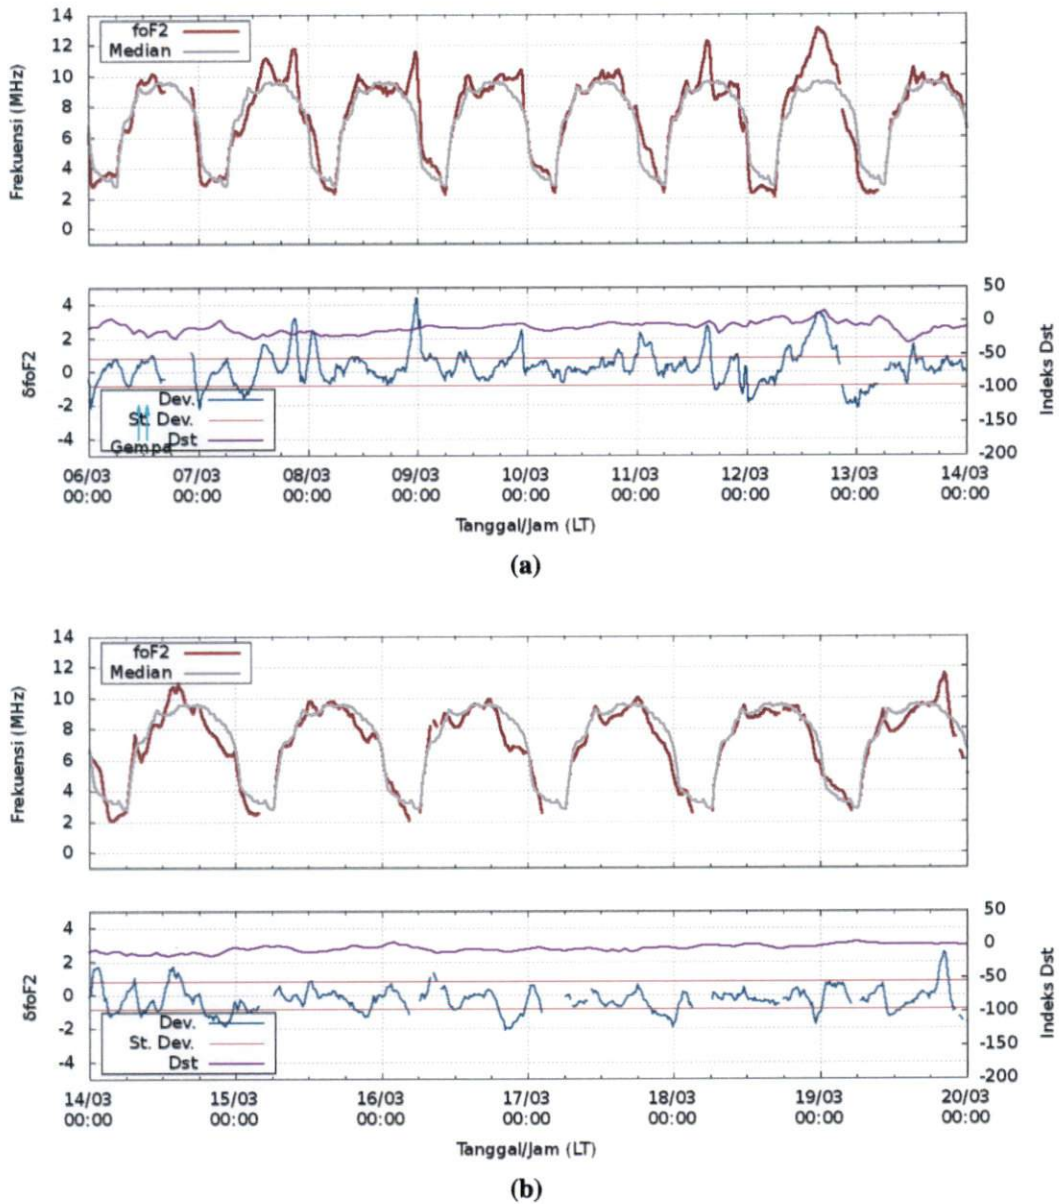 14
12
10
8
6
4
2
0
Frekuensi (MHz)
foF2
Median
4
2
0
-2
-4
δfoF2
50
0
-50
-100
-150
-200
Indeks Dst
Dev.
St. Dev.
Dst
Gempa
06/03 07/03 08/03 09/03 10/03 11/03 12/03 13/03 14/03
00:00 00:00 00:00 00:00 00:00 00:00 00:00 00:00 00:00
Tanggal/Jam (LT)
(a)
14
12
10
8
6
4
2
0
Frekuensi (MHz)
foF2
Median
4
2
0
-2
-4
δfoF2
50
0
-50
-100
-150
-200
Indeks Dst
Dev.
St. Dev.
Dst
14/03 15/03 16/03 17/03 18/03 19/03 20/03
00:00 00:00 00:00 00:00 00:00 00:00 00:00
Tanggal/Jam (LT)
(b)